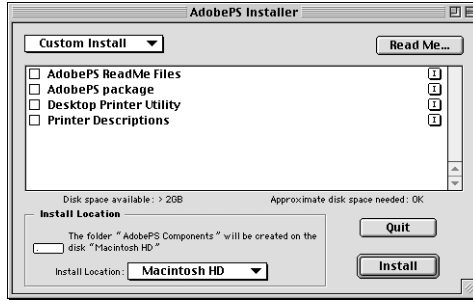 AdobePS Installer
Custom Install
Read Me...
AdobePS ReadMe Files
AdobePS package
Desktop Printer Utility
Printer Descriptions
Disk space available: > 2GB
Approximate disk space needed: 0K
Install Location
The folder "AdobePS Components" will be created on the
disk "Macintosh HD"
Install Location: Macintosh HD
Quit
Install